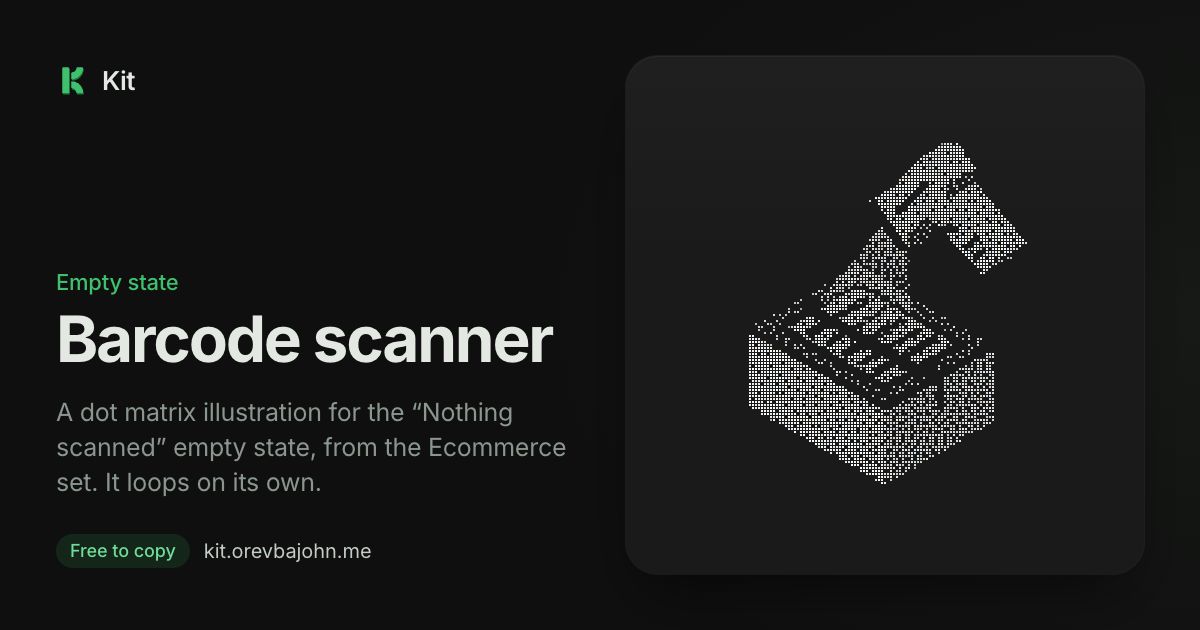 Kit
Empty state
Barcode scanner
A dot matrix illustration for the “Nothing
scanned” empty state, from the Ecommerce
set. It loops on its own.
Free to copy
kit.orevbajohn.me